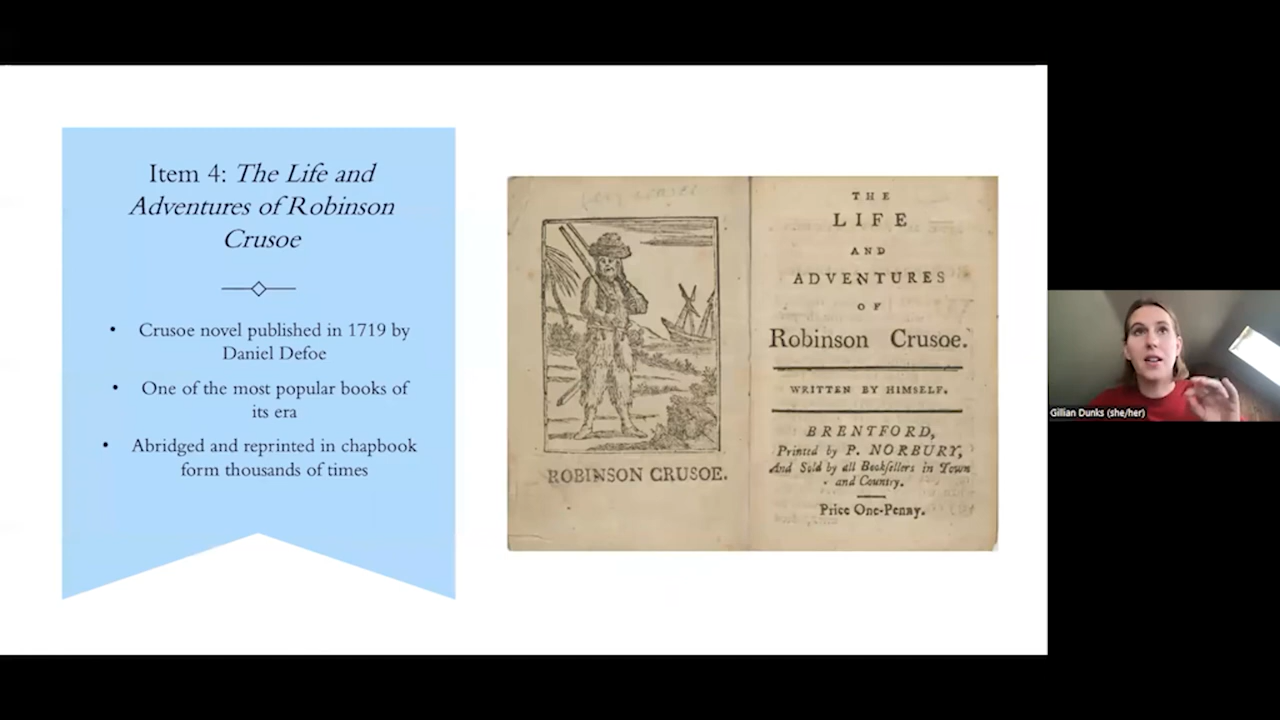 Item 4: The Life and
Adventures of Robinson
Crusoe
• Crusoe novel published in 1719 by
Daniel Defoe
• One of the most popular books of
its era
• Abridged and reprinted in chapbook
form thousands of times
ROBINSON CRUSOE.
THE
LIFE
AND
ADVENTURES
OF
Robinson Crusoe.
WRITTEN BY HIMSELF.
BRENTFORD,
Printed by P. NORBURY,
And Sold by all Bookſellers in Town
and Country.
Price One-Penny.
Gillian Dunks (she/her)